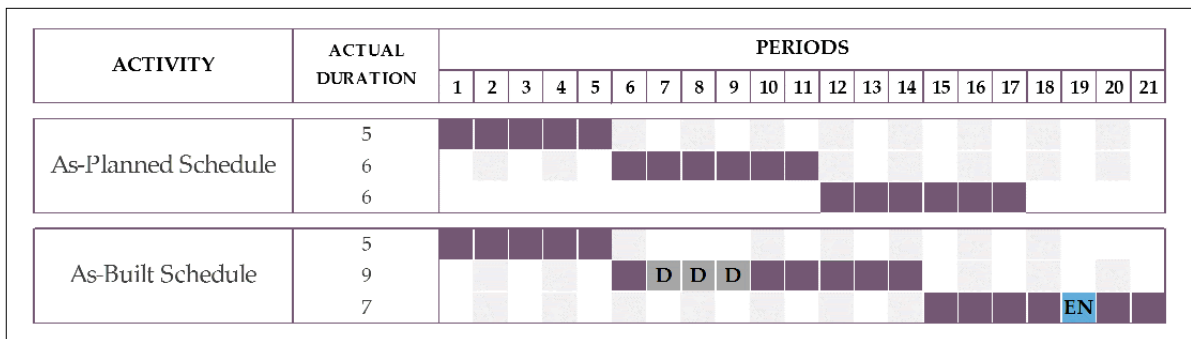 ACTIVITY
ACTUAL DURATION
PERIODS
1 2 3 4 5 6 7 8 9 10 11 12 13 14 15 16 17 18 19 20 21
As-Planned Schedule
5
6
6
As-Built Schedule
5
9 D D D
7 EN